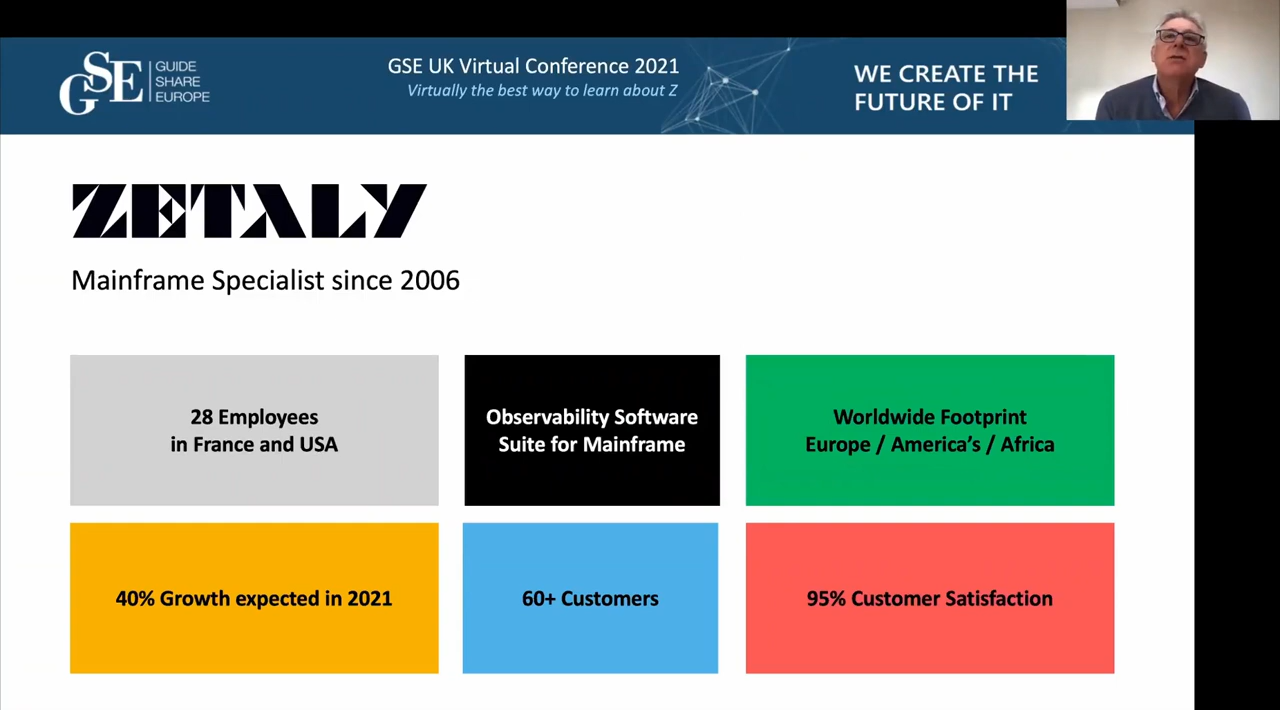 GSE
GUIDE
SHARE
EUROPE
GSE UK Virtual Conference 2021
Virtually the best way to learn about Z
WE CREATE THE
FUTURE OF IT
ZETALY
Mainframe Specialist since 2006
28 Employees
in France and USA
Observability Software
Suite for Mainframe
Worldwide Footprint
Europe / America's / Africa
40% Growth expected in 2021
60+ Customers
95% Customer Satisfaction